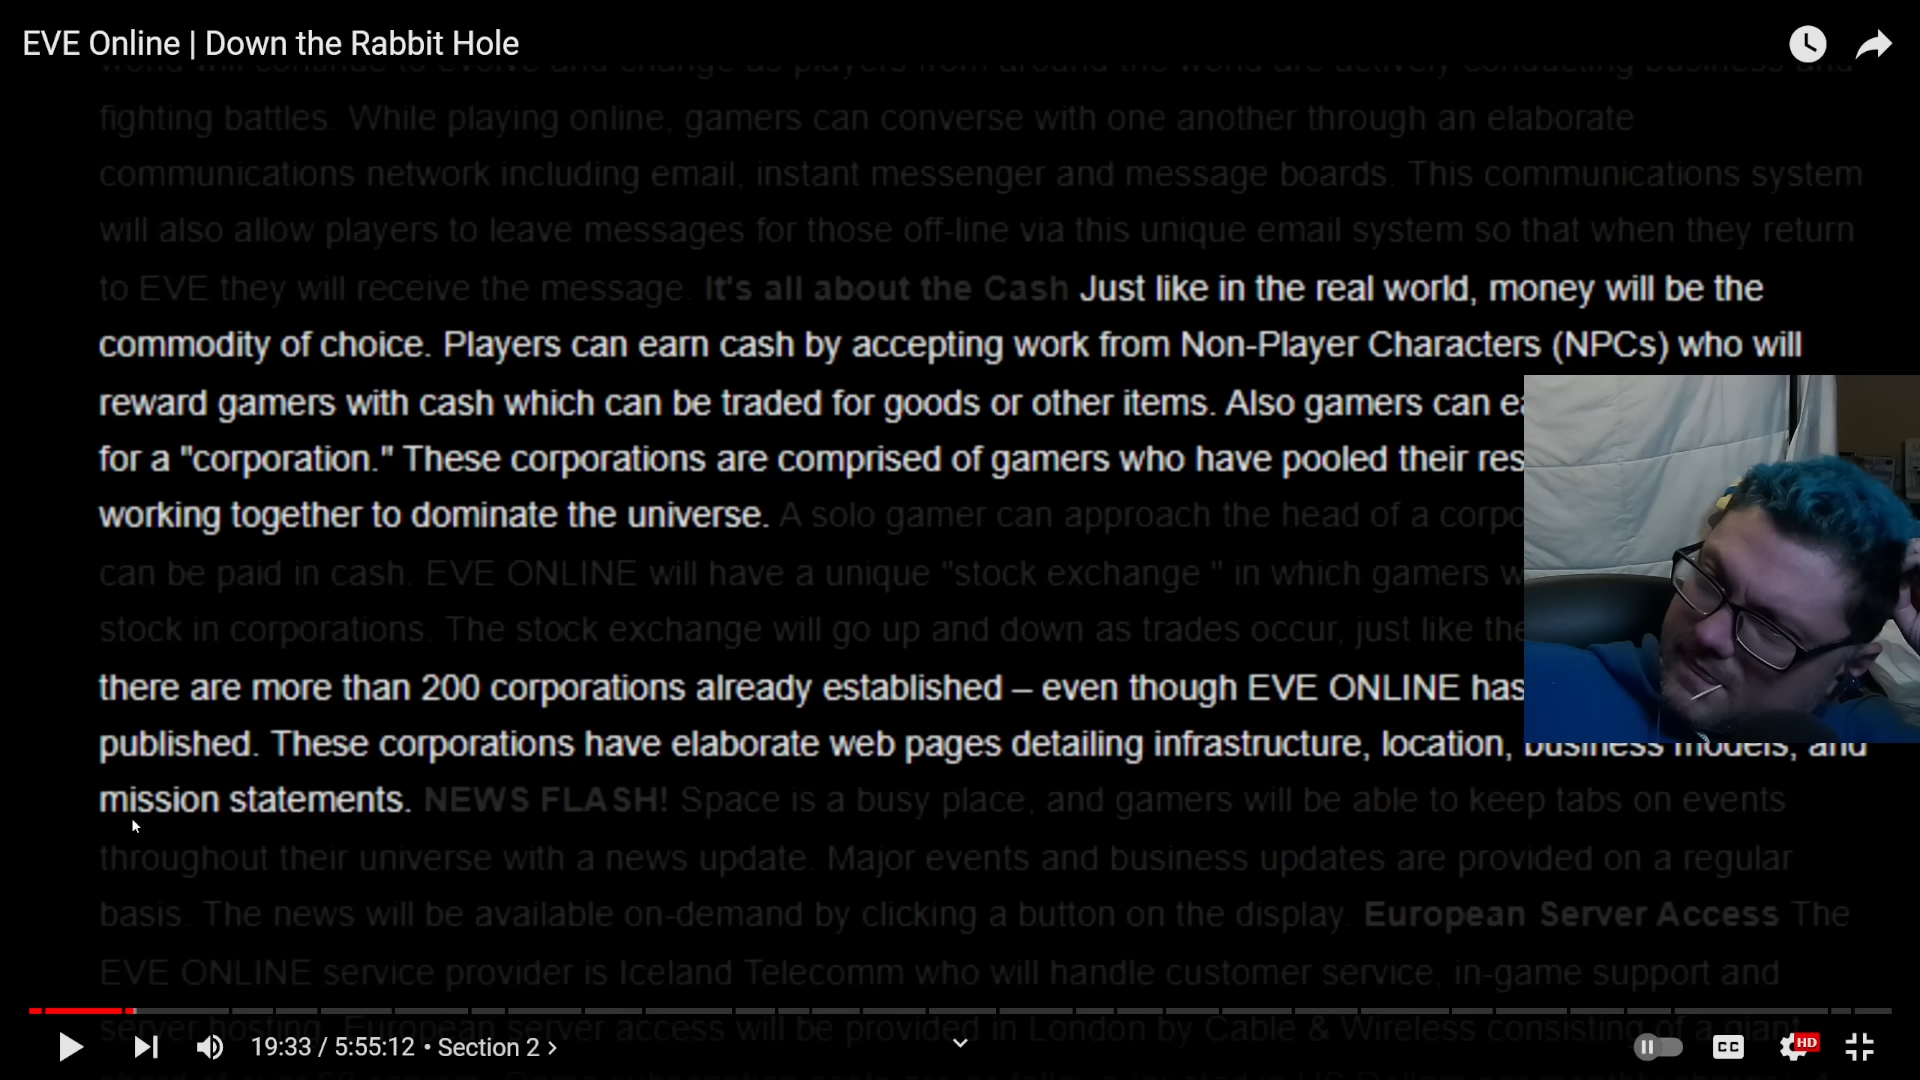 EVE Online | Down the Rabbit Hole
world will continue to evolve and change as players from around the world are actively conducting business and
fighting battles. While playing online, gamers can converse with one another through an elaborate
communications network including email, instant messenger and message boards. This communications system
will also allow players to leave messages for those off-line via this unique email system so that when they return
to EVE they will receive the message. It's all about the Cash Just like in the real world, money will be the
commodity of choice. Players can earn cash by accepting work from Non-Player Characters (NPCs) who will
reward gamers with cash which can be traded for goods or other items. Also gamers can
for a "corporation." These corporations are comprised of gamers who have pooled their
working together to dominate the universe. A solo gamer can approach the head of a
can be paid in cash. EVE ONLINE will have a unique "stock exchange " in which gamers
stock in corporations. The stock exchange will go up and down as trades occur, just like
there are more than 200 corporations already established – even though EVE ONLINE has
published. These corporations have elaborate web pages detailing infrastructure, location, business models, and
mission statements. NEWS FLASH! Space is a busy place, and gamers will be able to keep tabs on events
throughout their universe with a news update. Major events and business updates are provided on a regular
basis. The news will be available on-demand by clicking a button on the display. European Server Access The
EVE ONLINE service provider is Iceland Telecomm who will handle customer service, in-game support and
server hosting. European server access will be provided in London by Cable & Wireless consisting of a giant
19:33 / 5:55:12 • Section 2 >
CC
HD